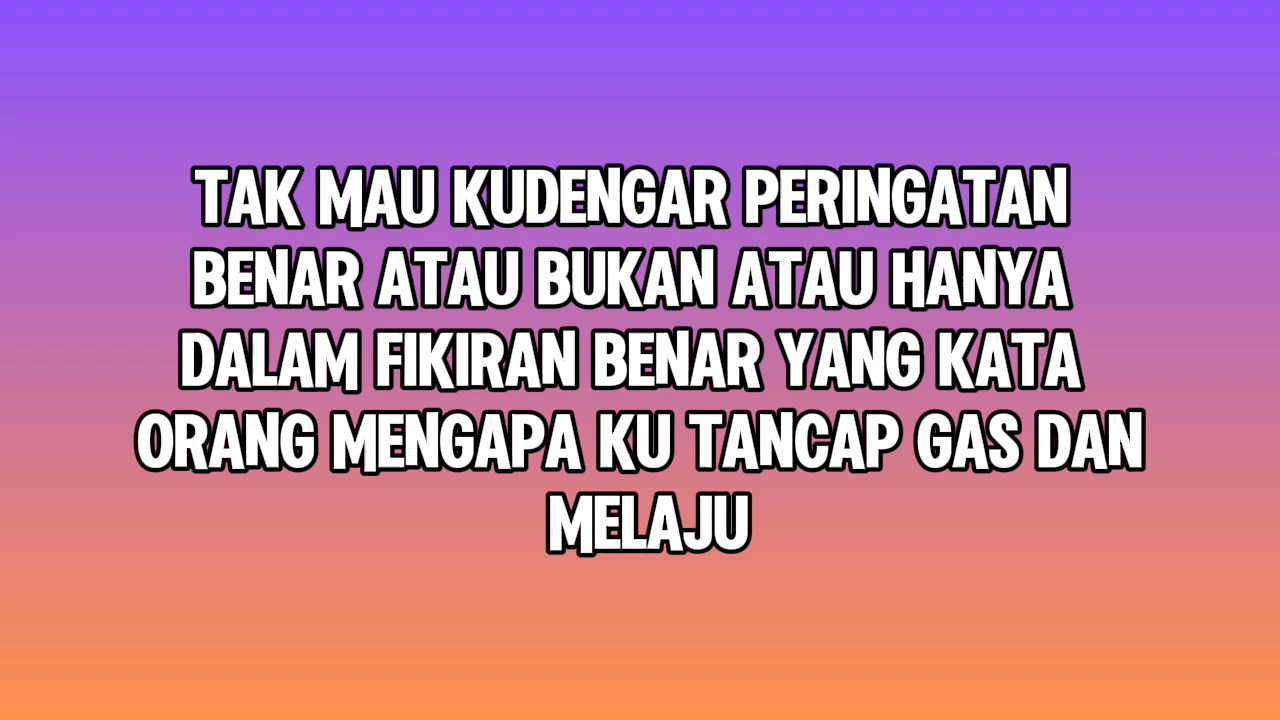 TAK MAU KUDENGAR PERINGATAN
BENAR ATAU BUKAN ATAU HANYA
DALAM FIKIRAN BENAR YANG KATA
ORANG MENGAPA KU TANCAP GAS DAN
MELAJU